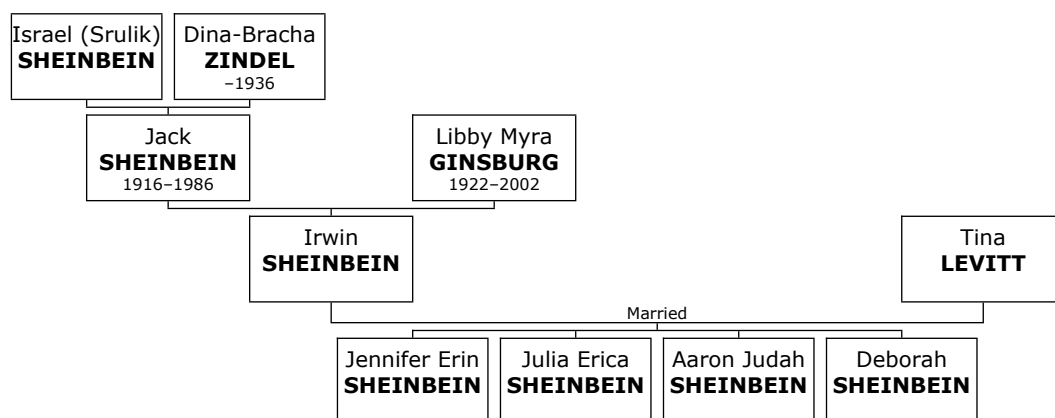 Israel (Srulik)
SHEINBEIN
Dina-Bracha
ZINDEL
–1936
Jack
SHEINBEIN
1916–1986
Libby Myra
GINSBURG
1922–2002
Irwin
SHEINBEIN
Tina
LEVITT
Married
Jennifer Erin
SHEINBEIN
Julia Erica
SHEINBEIN
Aaron Judah
SHEINBEIN
Deborah
SHEINBEIN